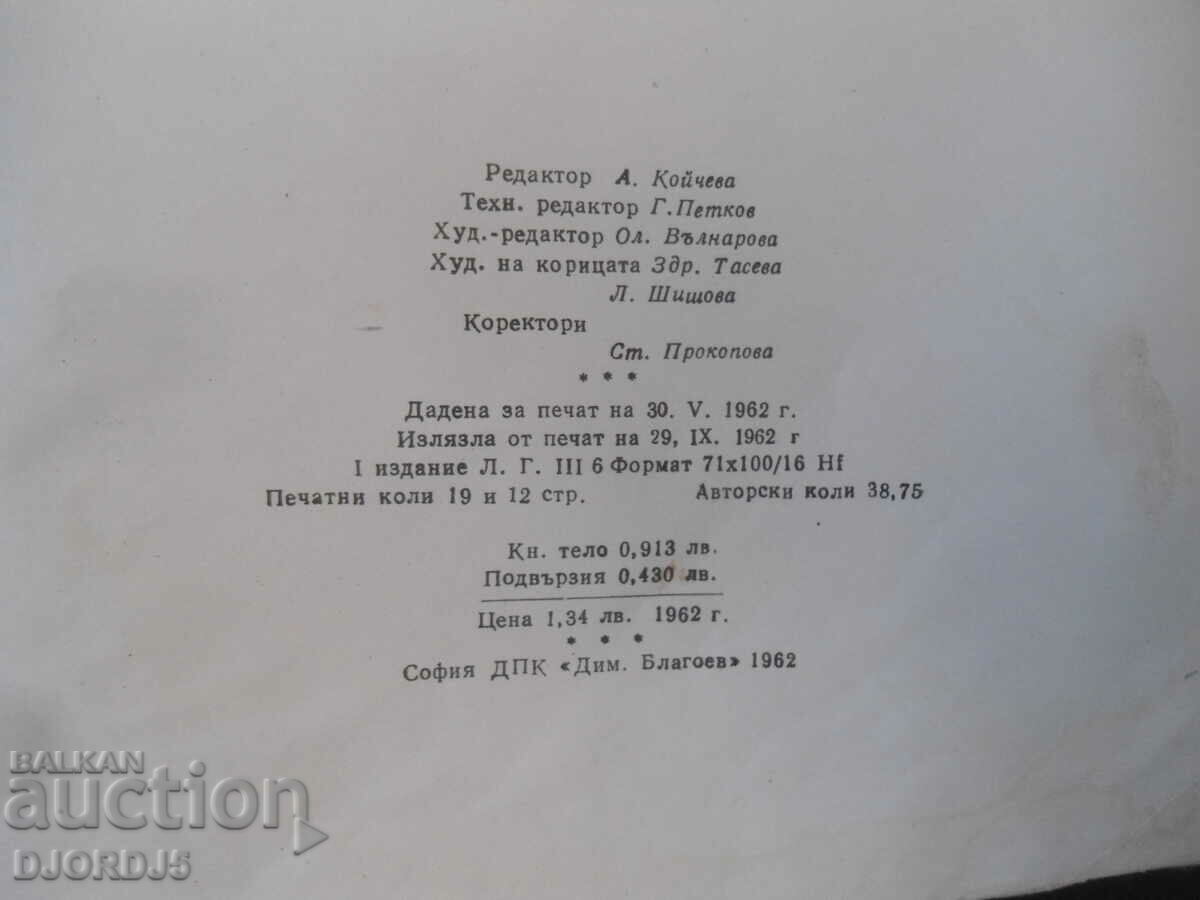 Редактор А. Койчева
Техн. редактор Г. Петков
Худ.-редактор Ол. Вълнарова
Худ. на корицата Здр. Тасева
Л. Шишова
Коректори
Ст. Прокопова
* * *
Дадена за печат на 30. V. 1962 г.
Излязла от печат на 29, IX. 1962 г
I издание Л. Г. III 6 Формат 71х100/16 Hf
Печатни коли 19 и 12 стр. Авторски коли 38,75
Кн. тело 0,913 лв.
Подвързия 0,430 лв.
Цена 1,34 лв. 1962 г.
* * *
София ДПК «Дим. Благоев» 1962
BALKAN
auction
DJORDJ5